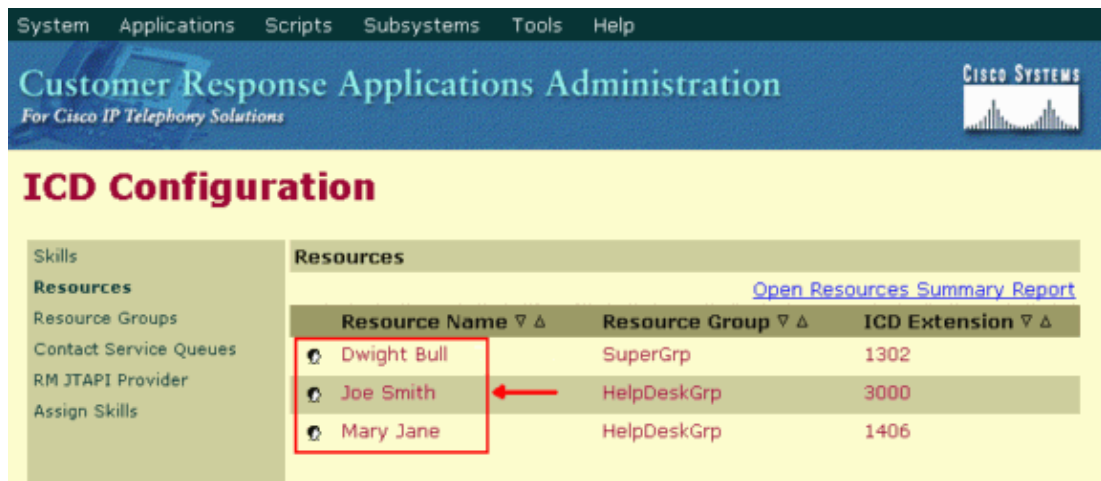 System Applications Scripts Subsystems Tools Help
Customer Response Applications Administration
For Cisco IP Telephony Solutions
CISCO SYSTEMS
ICD Configuration
Skills
Resources
Resource Groups
Contact Service Queues
RM JTAPI Provider
Assign Skills
Resources
Open Resources Summary Report
Resource Name Resource Group ICD Extension
Dwight Bull SuperGrp 1302
Joe Smith HelpDeskGrp 3000
Mary Jane HelpDeskGrp 1406